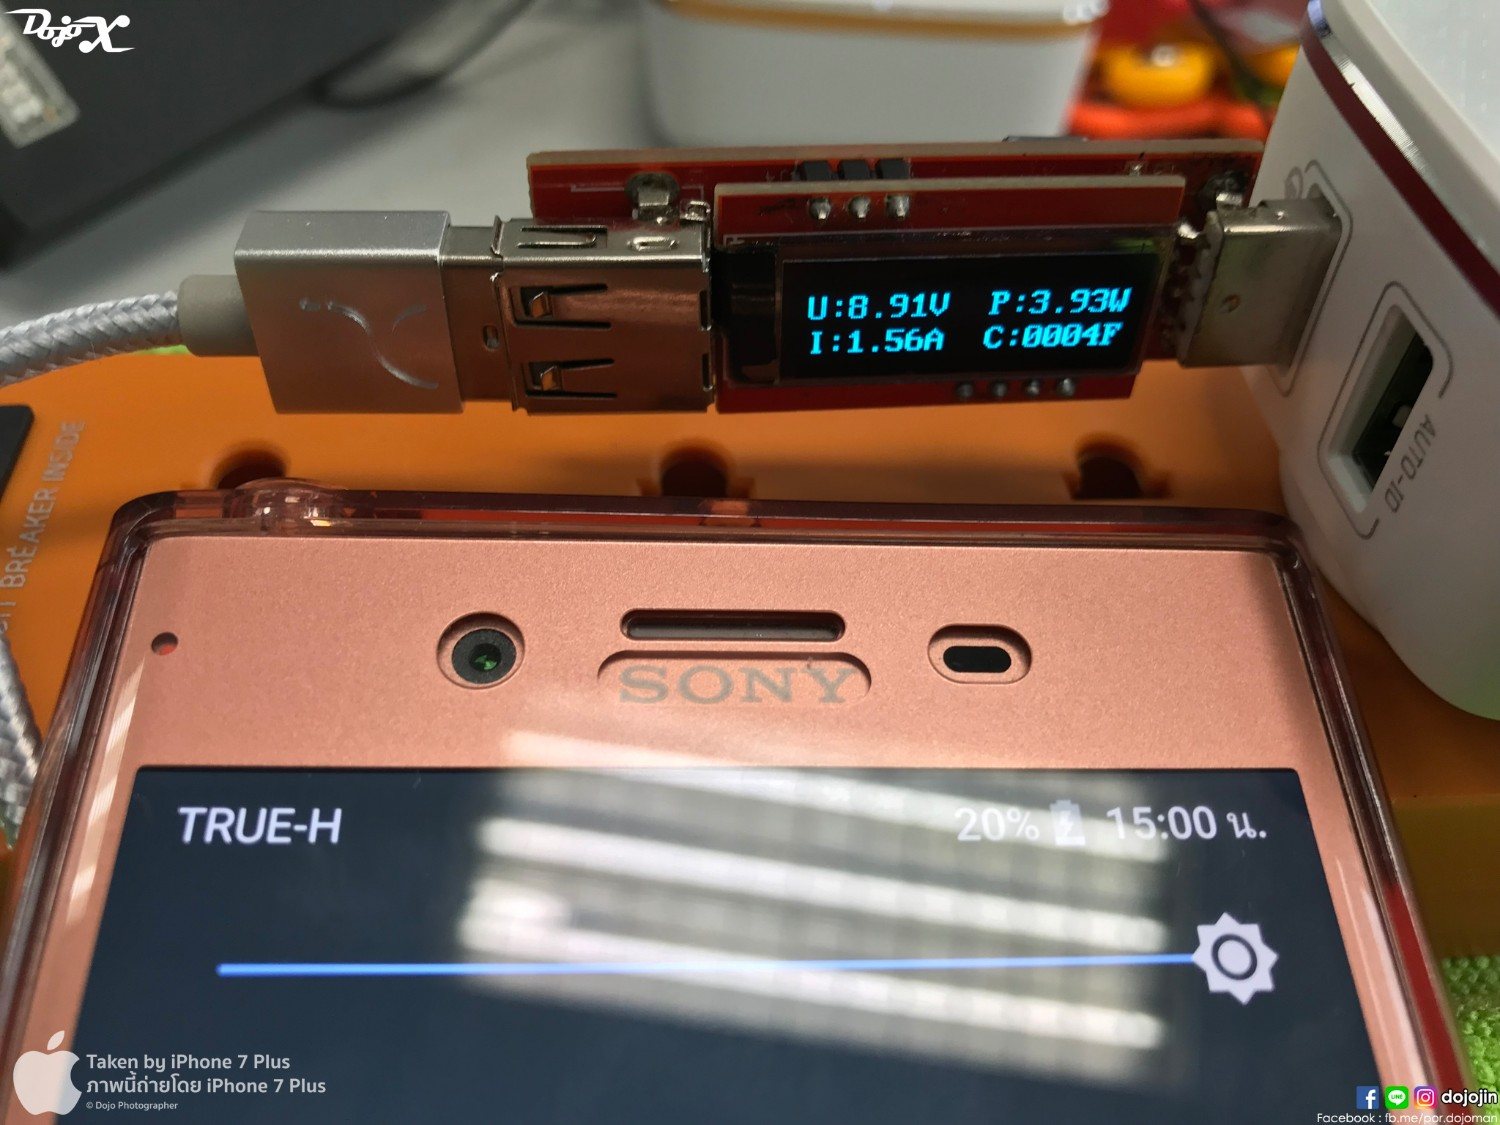 Dojo X
U:8.91V P:3.93W
I:1.56A C:0004F
AUTO-ID
BREAKER INSIDE
SONY
TRUE-H 20% 15:00 น.
Taken by iPhone 7 Plus
ภาพนี้ถ่ายโดย iPhone 7 Plus
© Dojo Photographer
dojojin
Facebook : fb.me/por.dojoman